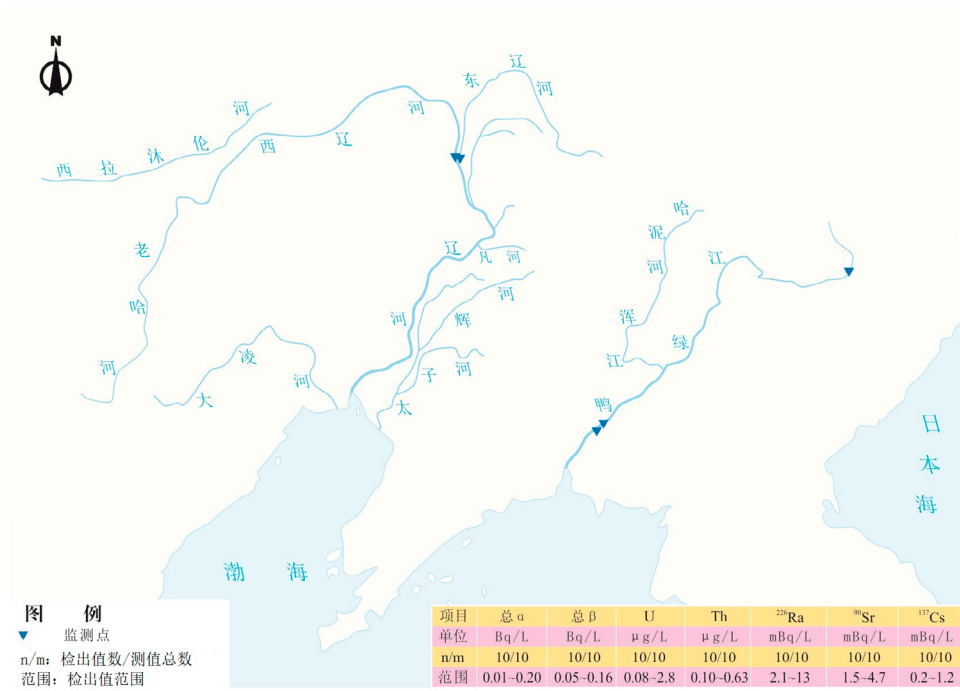 N
西拉沐伦河
西辽河
东辽河
老哈河
大凌河
辽河
凡河
辉河
太子河
哈泥河
浑江
鸭绿江
日本海
渤海
图 例
监测点
n/m: 检出值数/测值总数
范围: 检出值范围
项目 总α 总β U Th ²²⁶Ra ⁹⁰Sr ¹³⁷Cs
单位 Bq/L Bq/L μg/L μg/L mBq/L mBq/L mBq/L
n/m 10/10 10/10 10/10 10/10 10/10 10/10 10/10
范围 0.01~0.20 0.05~0.16 0.08~2.8 0.10~0.63 2.1~13 1.5~4.7 0.2~1.2